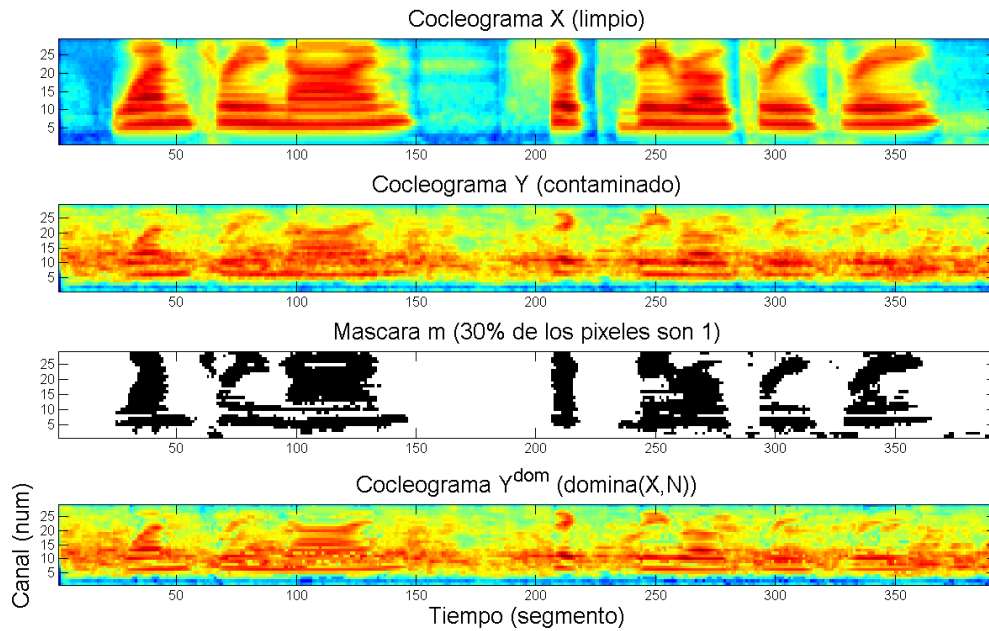 Cocleograma X (limpio)
25
20
15
10
5
50 100 150 200 250 300 350
Cocleograma Y (contaminado)
25
20
15
10
5
50 100 150 200 250 300 350
Mascara m (30% de los pixeles son 1)
25
20
15
10
5
50 100 150 200 250 300 350
Cocleograma Y^dom (domina(X,N))
25
20
15
10
5
50 100 150 200 250 300 350
Canal (num)
Tiempo (segmento)